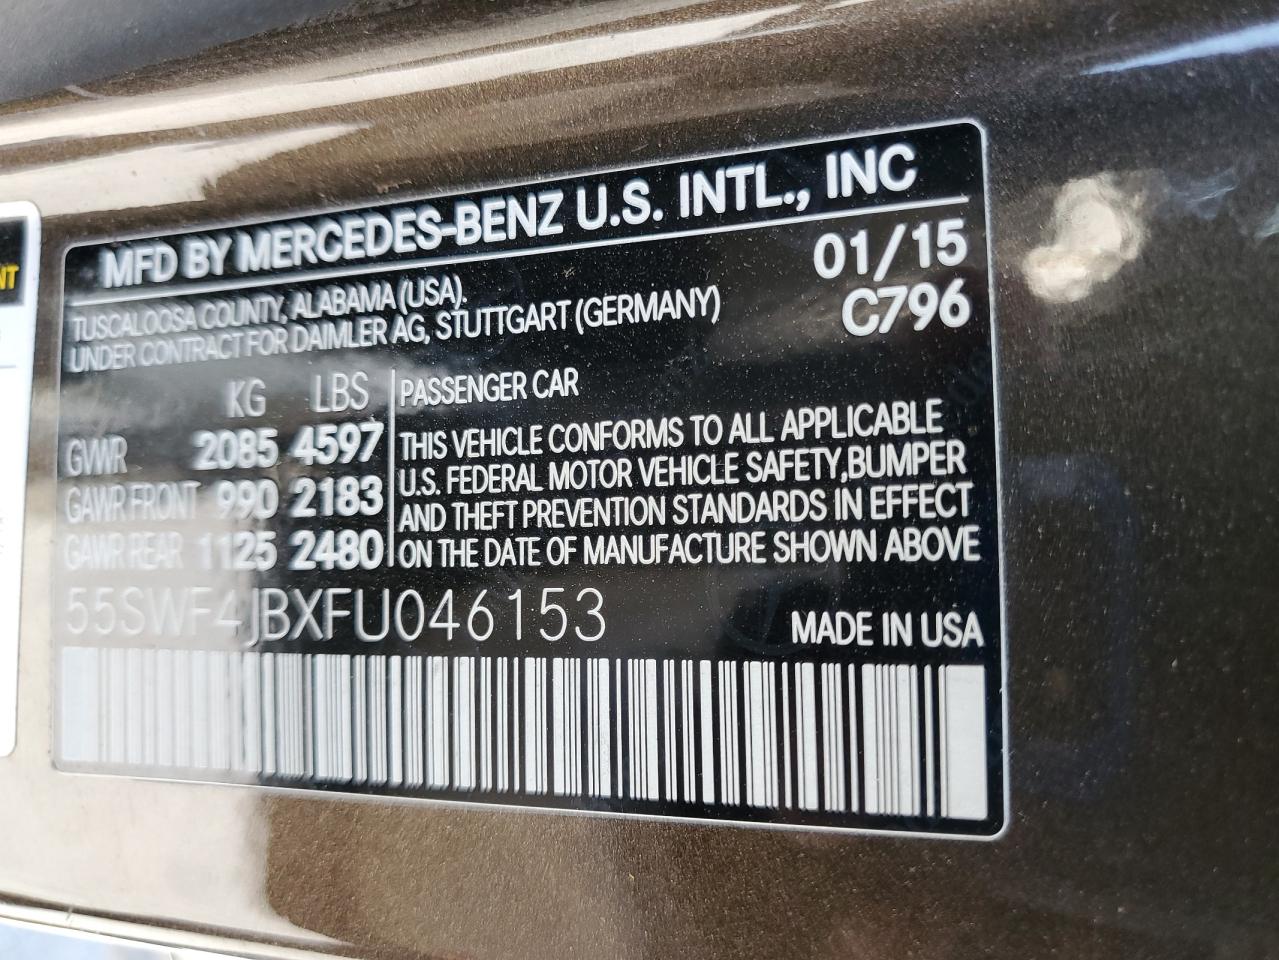 MFD BY MERCEDES-BENZ U.S. INTL., INC
TUSCALOOSA COUNTY, ALABAMA (USA).
UNDER CONTRACT FOR DAIMLER AG, STUTTGART (GERMANY)
01/15
C796
KG LBS
GVWR 2085 4597
GAWR FRONT 990 2183
GAWR REAR 1125 2480
PASSENGER CAR
THIS VEHICLE CONFORMS TO ALL APPLICABLE
U.S. FEDERAL MOTOR VEHICLE SAFETY,BUMPER
AND THEFT PREVENTION STANDARDS IN EFFECT
ON THE DATE OF MANUFACTURE SHOWN ABOVE
55SWF4JBXFU046153
MADE IN USA